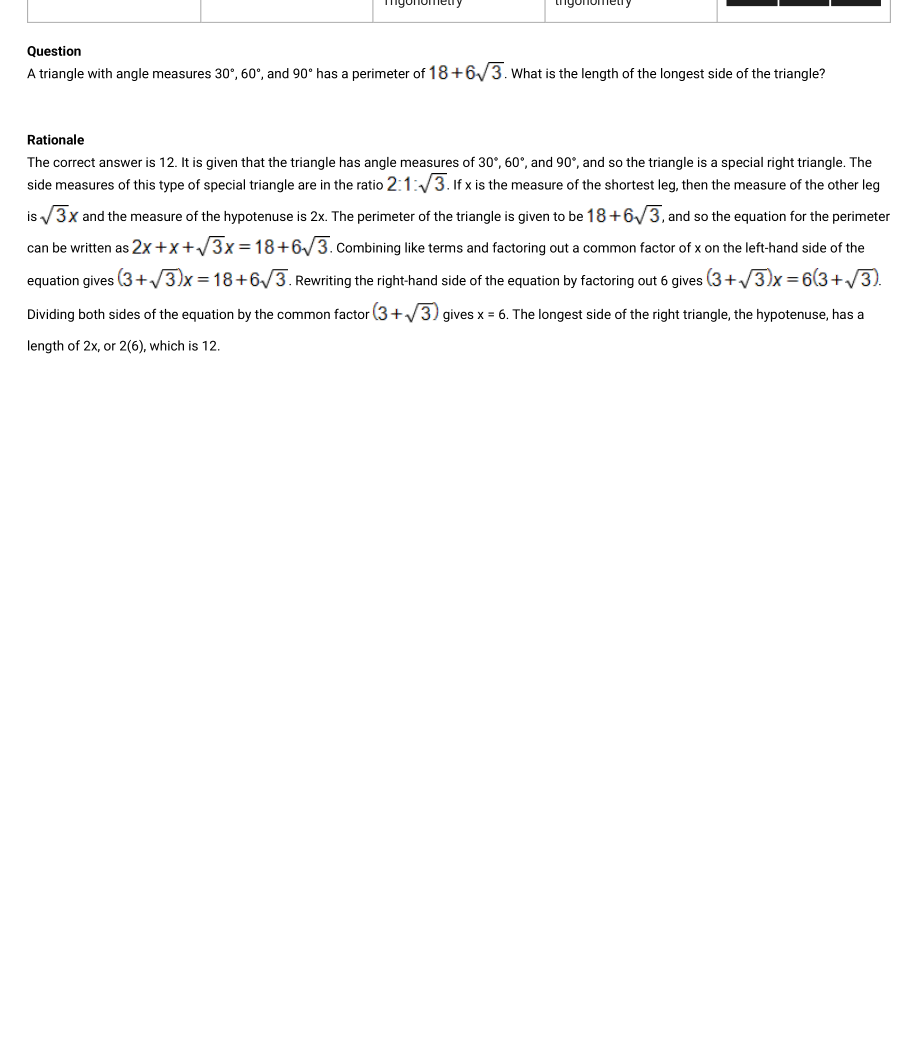 Trigonometry trigonometry
Question
A triangle with angle measures 30°, 60°, and 90° has a perimeter of 18+6√3. What is the length of the longest side of the triangle?
Rationale
The correct answer is 12. It is given that the triangle has angle measures of 30°, 60°, and 90°, and so the triangle is a special right triangle. The
side measures of this type of special triangle are in the ratio 2:1:√3. If x is the measure of the shortest leg, then the measure of the other leg
is √3x and the measure of the hypotenuse is 2x. The perimeter of the triangle is given to be 18+6√3, and so the equation for the perimeter
can be written as 2x+x+√3x=18+6√3. Combining like terms and factoring out a common factor of x on the left-hand side of the
equation gives (3+√3)x=18+6√3. Rewriting the right-hand side of the equation by factoring out 6 gives (3+√3)x=6(3+√3).
Dividing both sides of the equation by the common factor (3+√3) gives x = 6. The longest side of the right triangle, the hypotenuse, has a
length of 2x, or 2(6), which is 12.